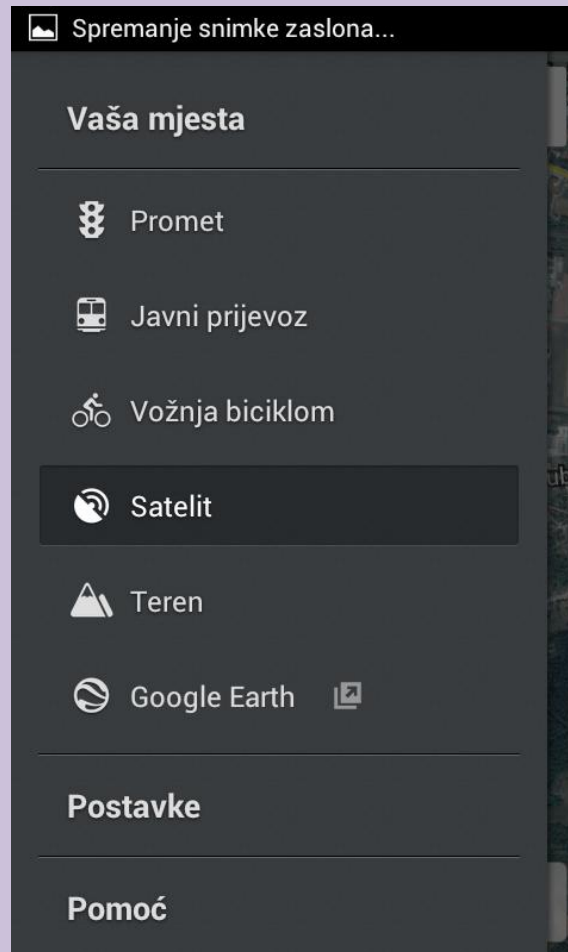 Spremanje snimke zaslona...
Vaša mjesta
Promet
Javni prijevoz
Vožnja biciklom
Satelit
Teren
Google Earth
Postavke
Pomoć